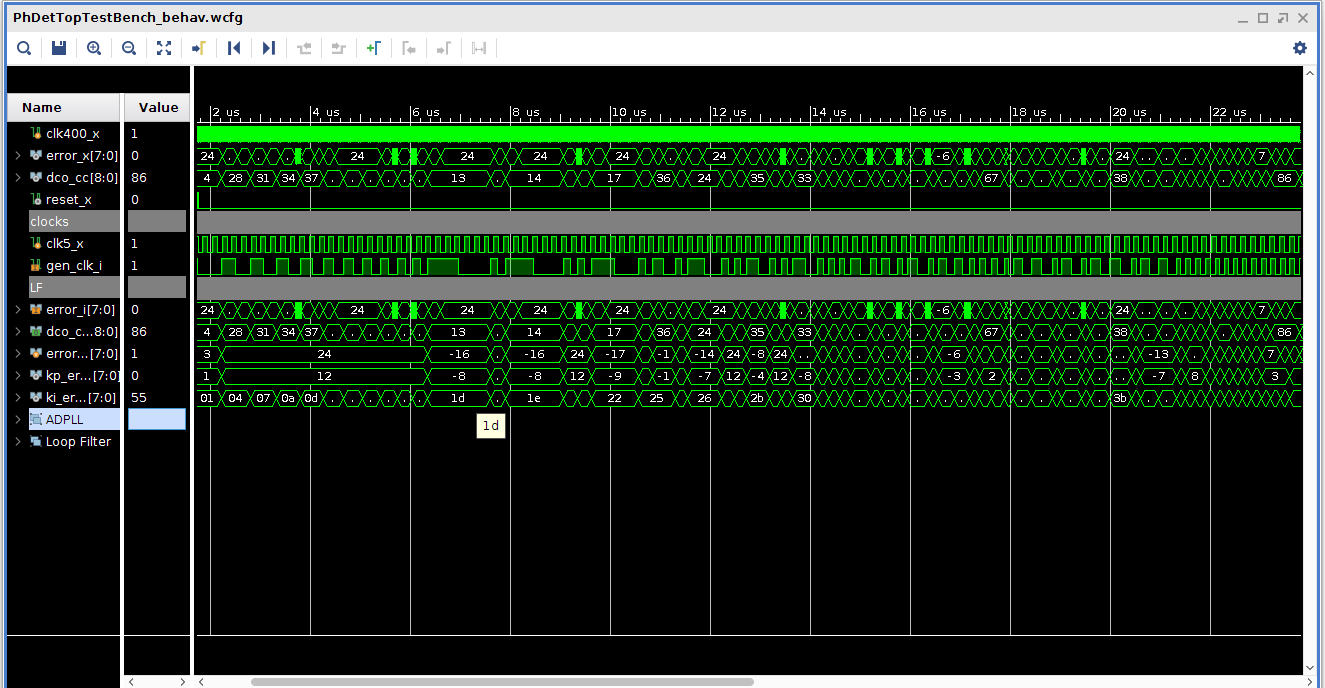 PhDetTopTestBench_behav.wcfg
Name Value 2 us 4 us 6 us 8 us 10 us 12 us 14 us 16 us 18 us 20 us 22 us
clk400_x 1
error_x[7:0] 0 24 . . . . 24 . 24 24 24 24 . . . . -6 . . . . . 24 . . . . 7
dco_cc[8:0] 86 4 28 31 34 37 . . . . . . 13 . 14 . . 17 36 24 35 33 . . . . . 67 . . . . 38 . . . . 86
reset_x 0
clocks
clk5_x 1
gen_clk_i 1
LF
error_i[7:0] 0 24 . . . . 24 . 24 24 24 24 . . . . -6 . . . . . 24 . . . . 7
dco_c...8:0] 86 4 28 31 34 37 . . . . . . 13 . 14 . . 17 36 24 35 33 . . . . . 67 . . . . 38 . . . . 86
error...[7:0] 1 3 24 -16 . -16 24 -17 -1 -14 24 -8 24 .. . . . . -6 . . . . .. . -13 . 7
kp_er...[7:0] 0 1 12 -8 . -8 12 -9 -1 -7 12 -4 12 -8 . . . . -3 2 . . . .. . -7 8 . 3
ki_er...[7:0] 55 01 04 07 0a 0d . . . . . 1d . 1e . 22 25 26 2b 30 . . . . . . . . . 3b . . . .
ADPLL
1d
Loop Filter